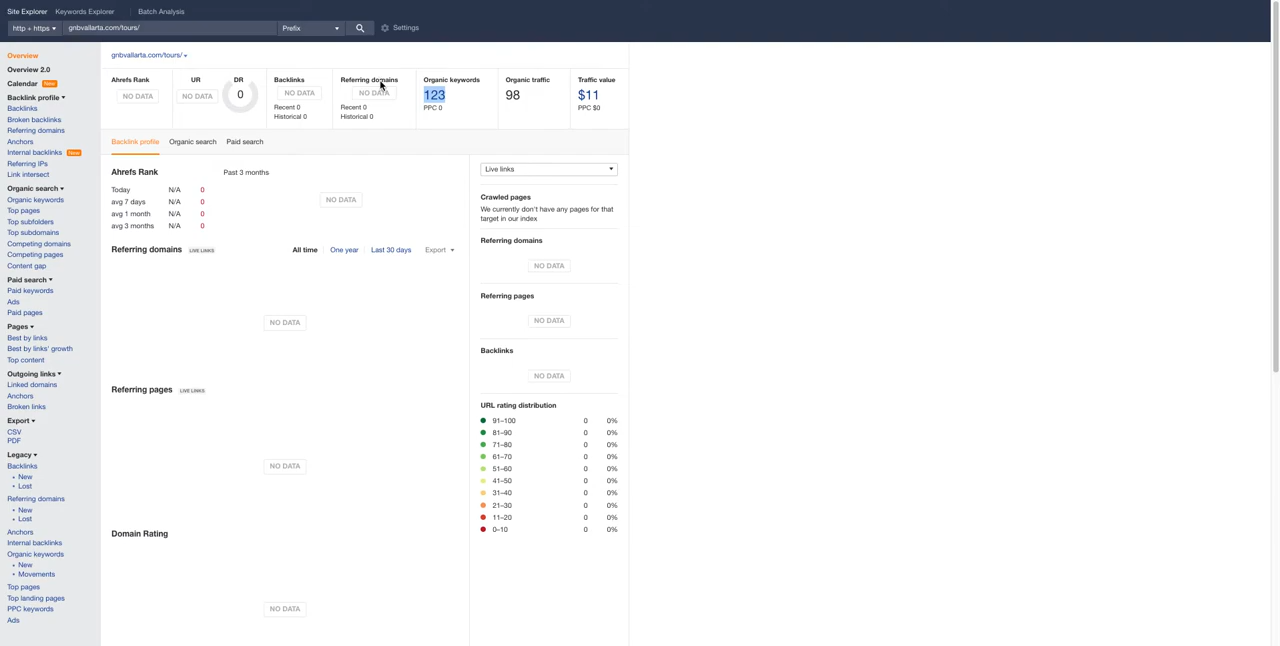 Site Explorer Keywords Explorer Batch Analysis
http + https gnbvallarta.com/tours/ Prefix Settings
gnbvallarta.com/tours/
Overview
Overview 2.0
Calendar New
Backlink profile
Backlinks
Broken backlinks
Referring domains
Anchors
Internal backlinks New
Referring IPs
Link intersect
Organic search
Organic keywords
Top pages
Top subfolders
Top subdomains
Competing domains
Competing pages
Content gap
Paid search
Paid keywords
Ads
Paid pages
Pages
Best by links
Best by links' growth
Top content
Outgoing links
Linked domains
Anchors
Broken links
Export
CSV
PDF
Legacy
Backlinks
New
Lost
Referring domains
New
Lost
Anchors
Internal backlinks
Organic keywords
New
Movements
Top pages
Top landing pages
PPC keywords
Ads
Ahrefs Rank
NO DATA
UR
NO DATA
DR
0
Backlinks
NO DATA
Recent 0
Historical 0
Referring domains
NO DATA
Recent 0
Historical 0
Organic keywords
123
PPC 0
Organic traffic
98
Traffic value
$11
PPC $0
Backlink profile Organic search Paid search
Ahrefs Rank Past 3 months
Today N/A 0
avg 7 days N/A 0
avg 1 month N/A 0
avg 3 months N/A 0
NO DATA
Referring domains LIVE LINKS All time One year Last 30 days Export
NO DATA
Referring pages LIVE LINKS
NO DATA
Domain Rating
NO DATA
Live links
Crawled pages
We currently don't have any pages for that
target in our index
Referring domains
NO DATA
Referring pages
NO DATA
Backlinks
NO DATA
URL rating distribution
91–100 0 0%
81–90 0 0%
71–80 0 0%
61–70 0 0%
51–60 0 0%
41–50 0 0%
31–40 0 0%
21–30 0 0%
11–20 0 0%
0–10 0 0%